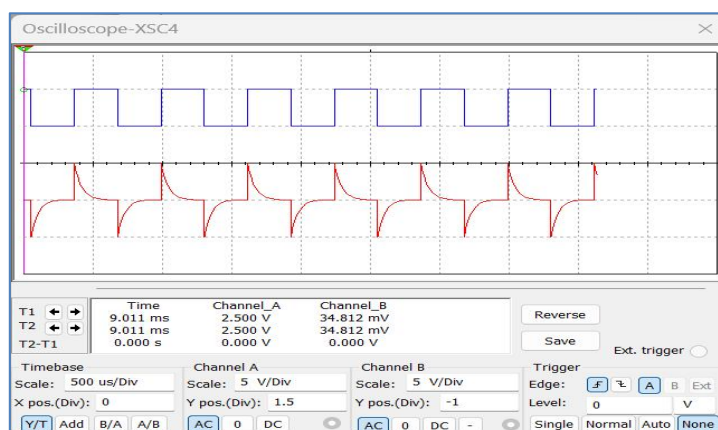 Oscilloscope-XSC4
Time Channel_A Channel_B
T1 9.011 ms 2.500 V 34.812 mV
T2 9.011 ms 2.500 V 34.812 mV
T2-T1 0.000 s 0.000 V 0.000 V
Reverse
Save
Ext. trigger
Timebase Channel A Channel B Trigger
Scale: 500 us/Div Scale: 5 V/Div Scale: 5 V/Div Edge: A B Ext
X pos.(Div): 0 Y pos.(Div): 1.5 Y pos.(Div): -1 Level: 0 V
Y/T Add B/A A/B AC 0 DC AC 0 DC - Single Normal Auto None